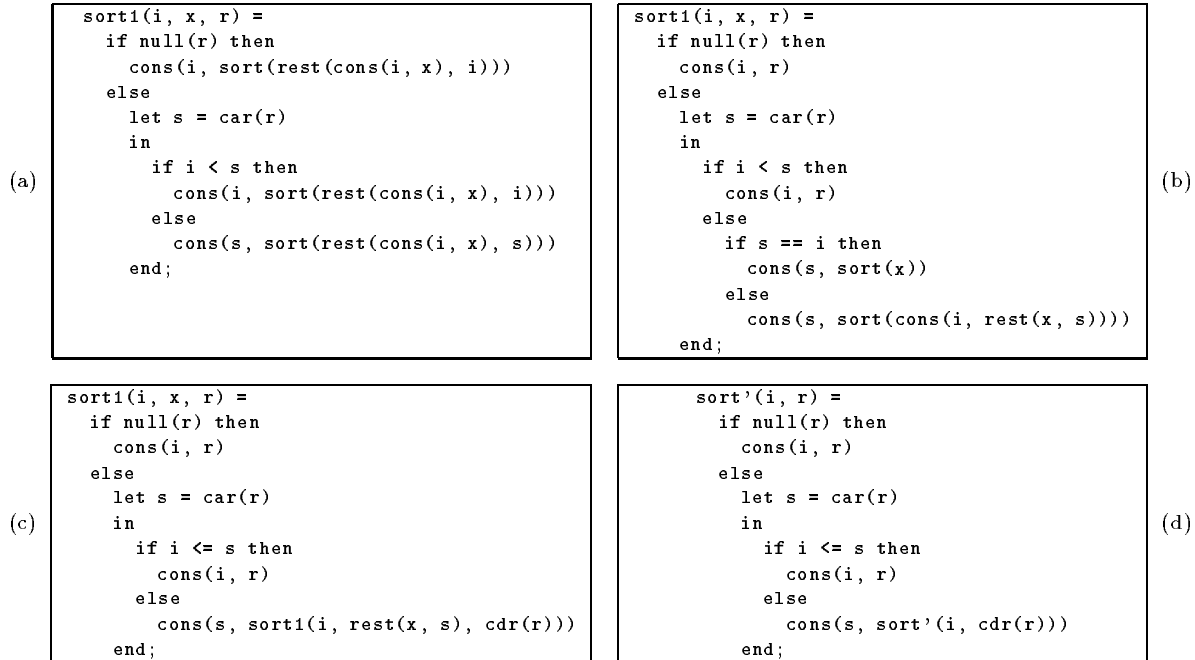 (a)
sort1(i, x, r) =
if null(r) then
cons(i, sort(rest(cons(i, x), i)))
else
let s = car(r)
in
if i < s then
cons(i, sort(rest(cons(i, x), i)))
else
cons(s, sort(rest(cons(i, x), s)))
end;
(b)
sort1(i, x, r) =
if null(r) then
cons(i, r)
else
let s = car(r)
in
if i < s then
cons(i, r)
else
if s == i then
cons(s, sort(x))
else
cons(s, sort(cons(i, rest(x, s))))
end;
(c)
sort1(i, x, r) =
if null(r) then
cons(i, r)
else
let s = car(r)
in
if i <= s then
cons(i, r)
else
cons(s, sort1(i, rest(x, s), cdr(r)))
end;
(d)
sort'(i, r) =
if null(r) then
cons(i, r)
else
let s = car(r)
in
if i <= s then
cons(i, r)
else
cons(s, sort'(i, cdr(r)))
end;